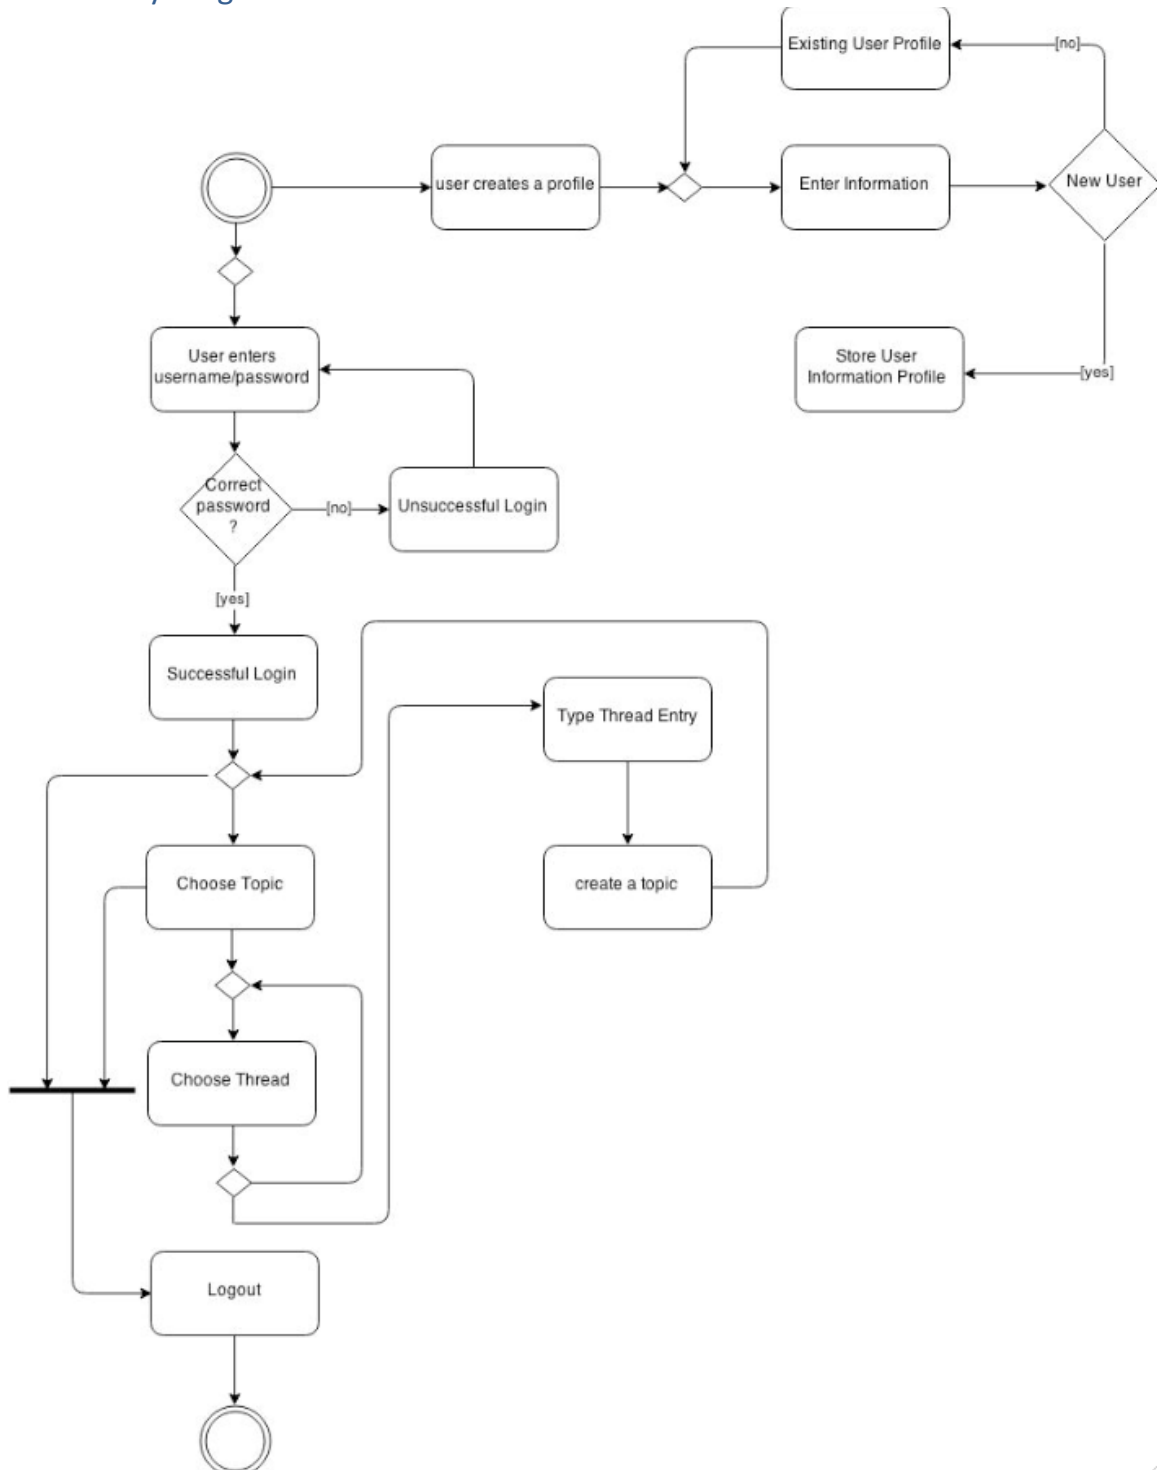 Existing User Profile
[no]
user creates a profile
Enter Information
New User
User enters
username/password
Store User
Information Profile
[yes]
Correct
password
?
[no]
Unsuccessful Login
[yes]
Successful Login
Type Thread Entry
Choose Topic
create a topic
Choose Thread
Logout